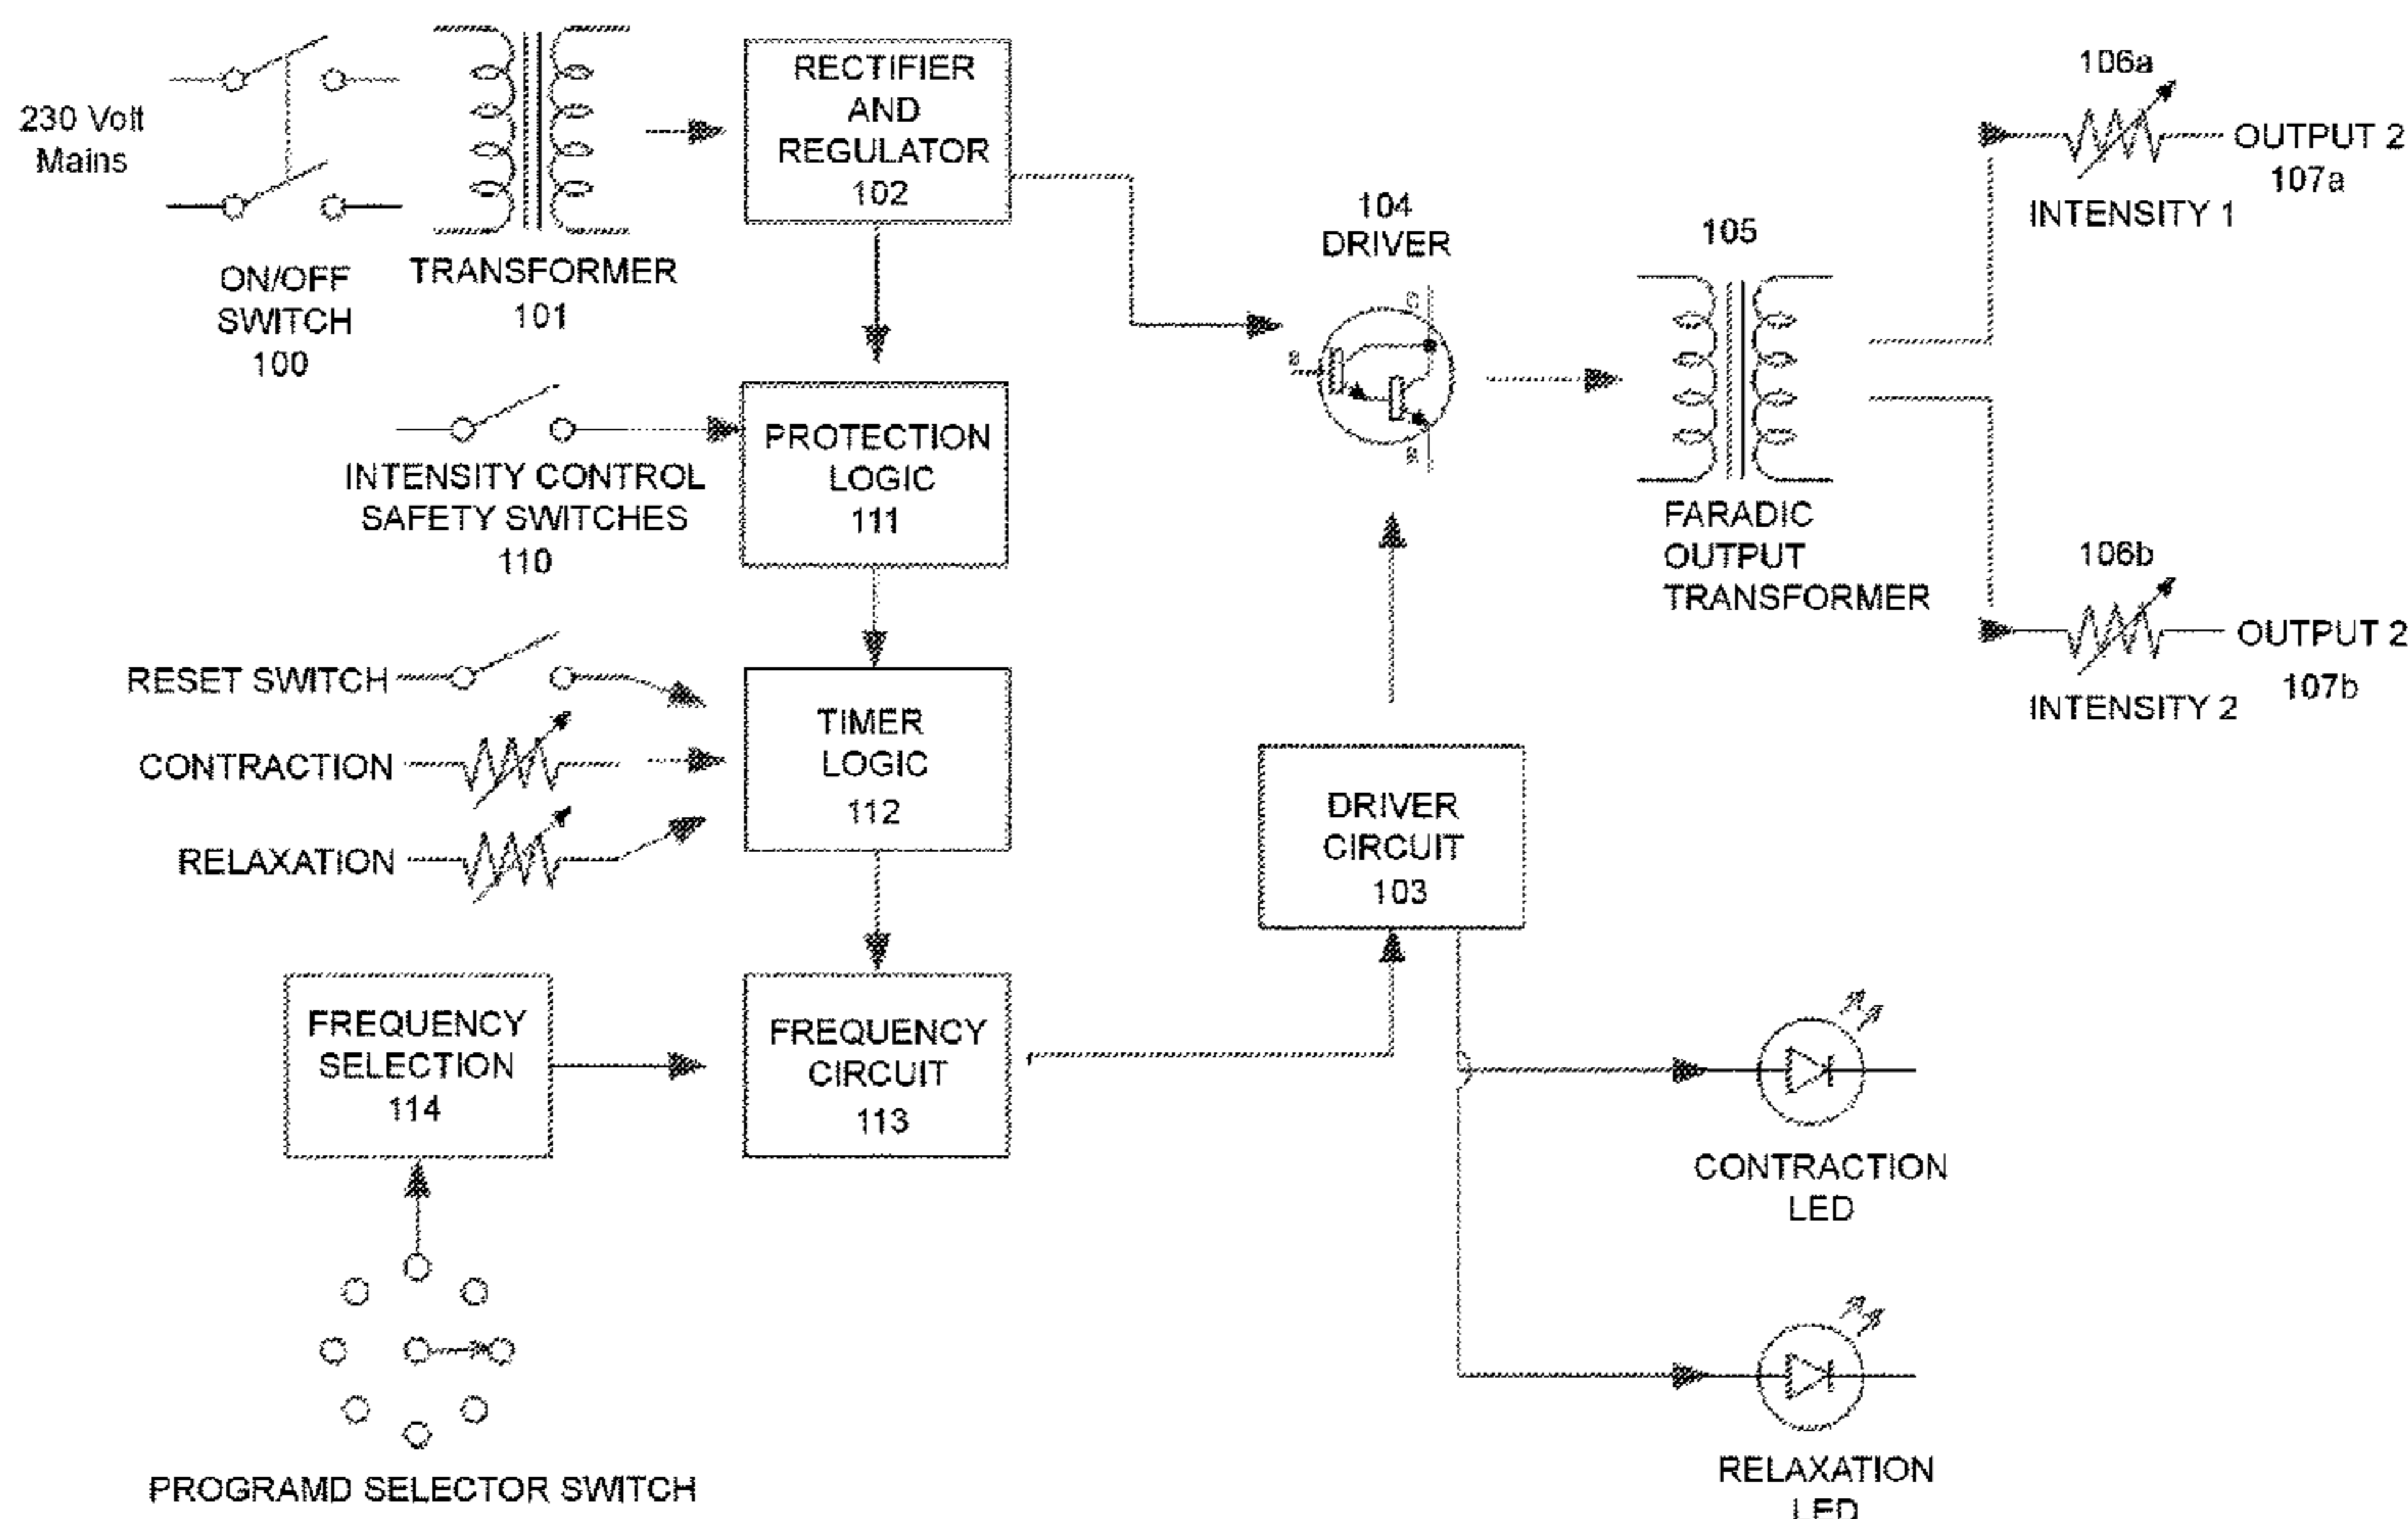 230 Volt
Mains
ON/OFF
SWITCH
100
TRANSFORMER
101
RECTIFIER
AND
REGULATOR
102
104
DRIVER
105
FARADIC
OUTPUT
TRANSFORMER
106a
OUTPUT 2
107a
INTENSITY 1
106b
OUTPUT 2
107b
INTENSITY 2
INTENSITY CONTROL
SAFETY SWITCHES
110
PROTECTION
LOGIC
111
RESET SWITCH
CONTRACTION
RELAXATION
TIMER
LOGIC
112
DRIVER
CIRCUIT
103
FREQUENCY
SELECTION
114
FREQUENCY
CIRCUIT
113
CONTRACTION
LED
PROGRAMD SELECTOR SWITCH
RELAXATION
LED